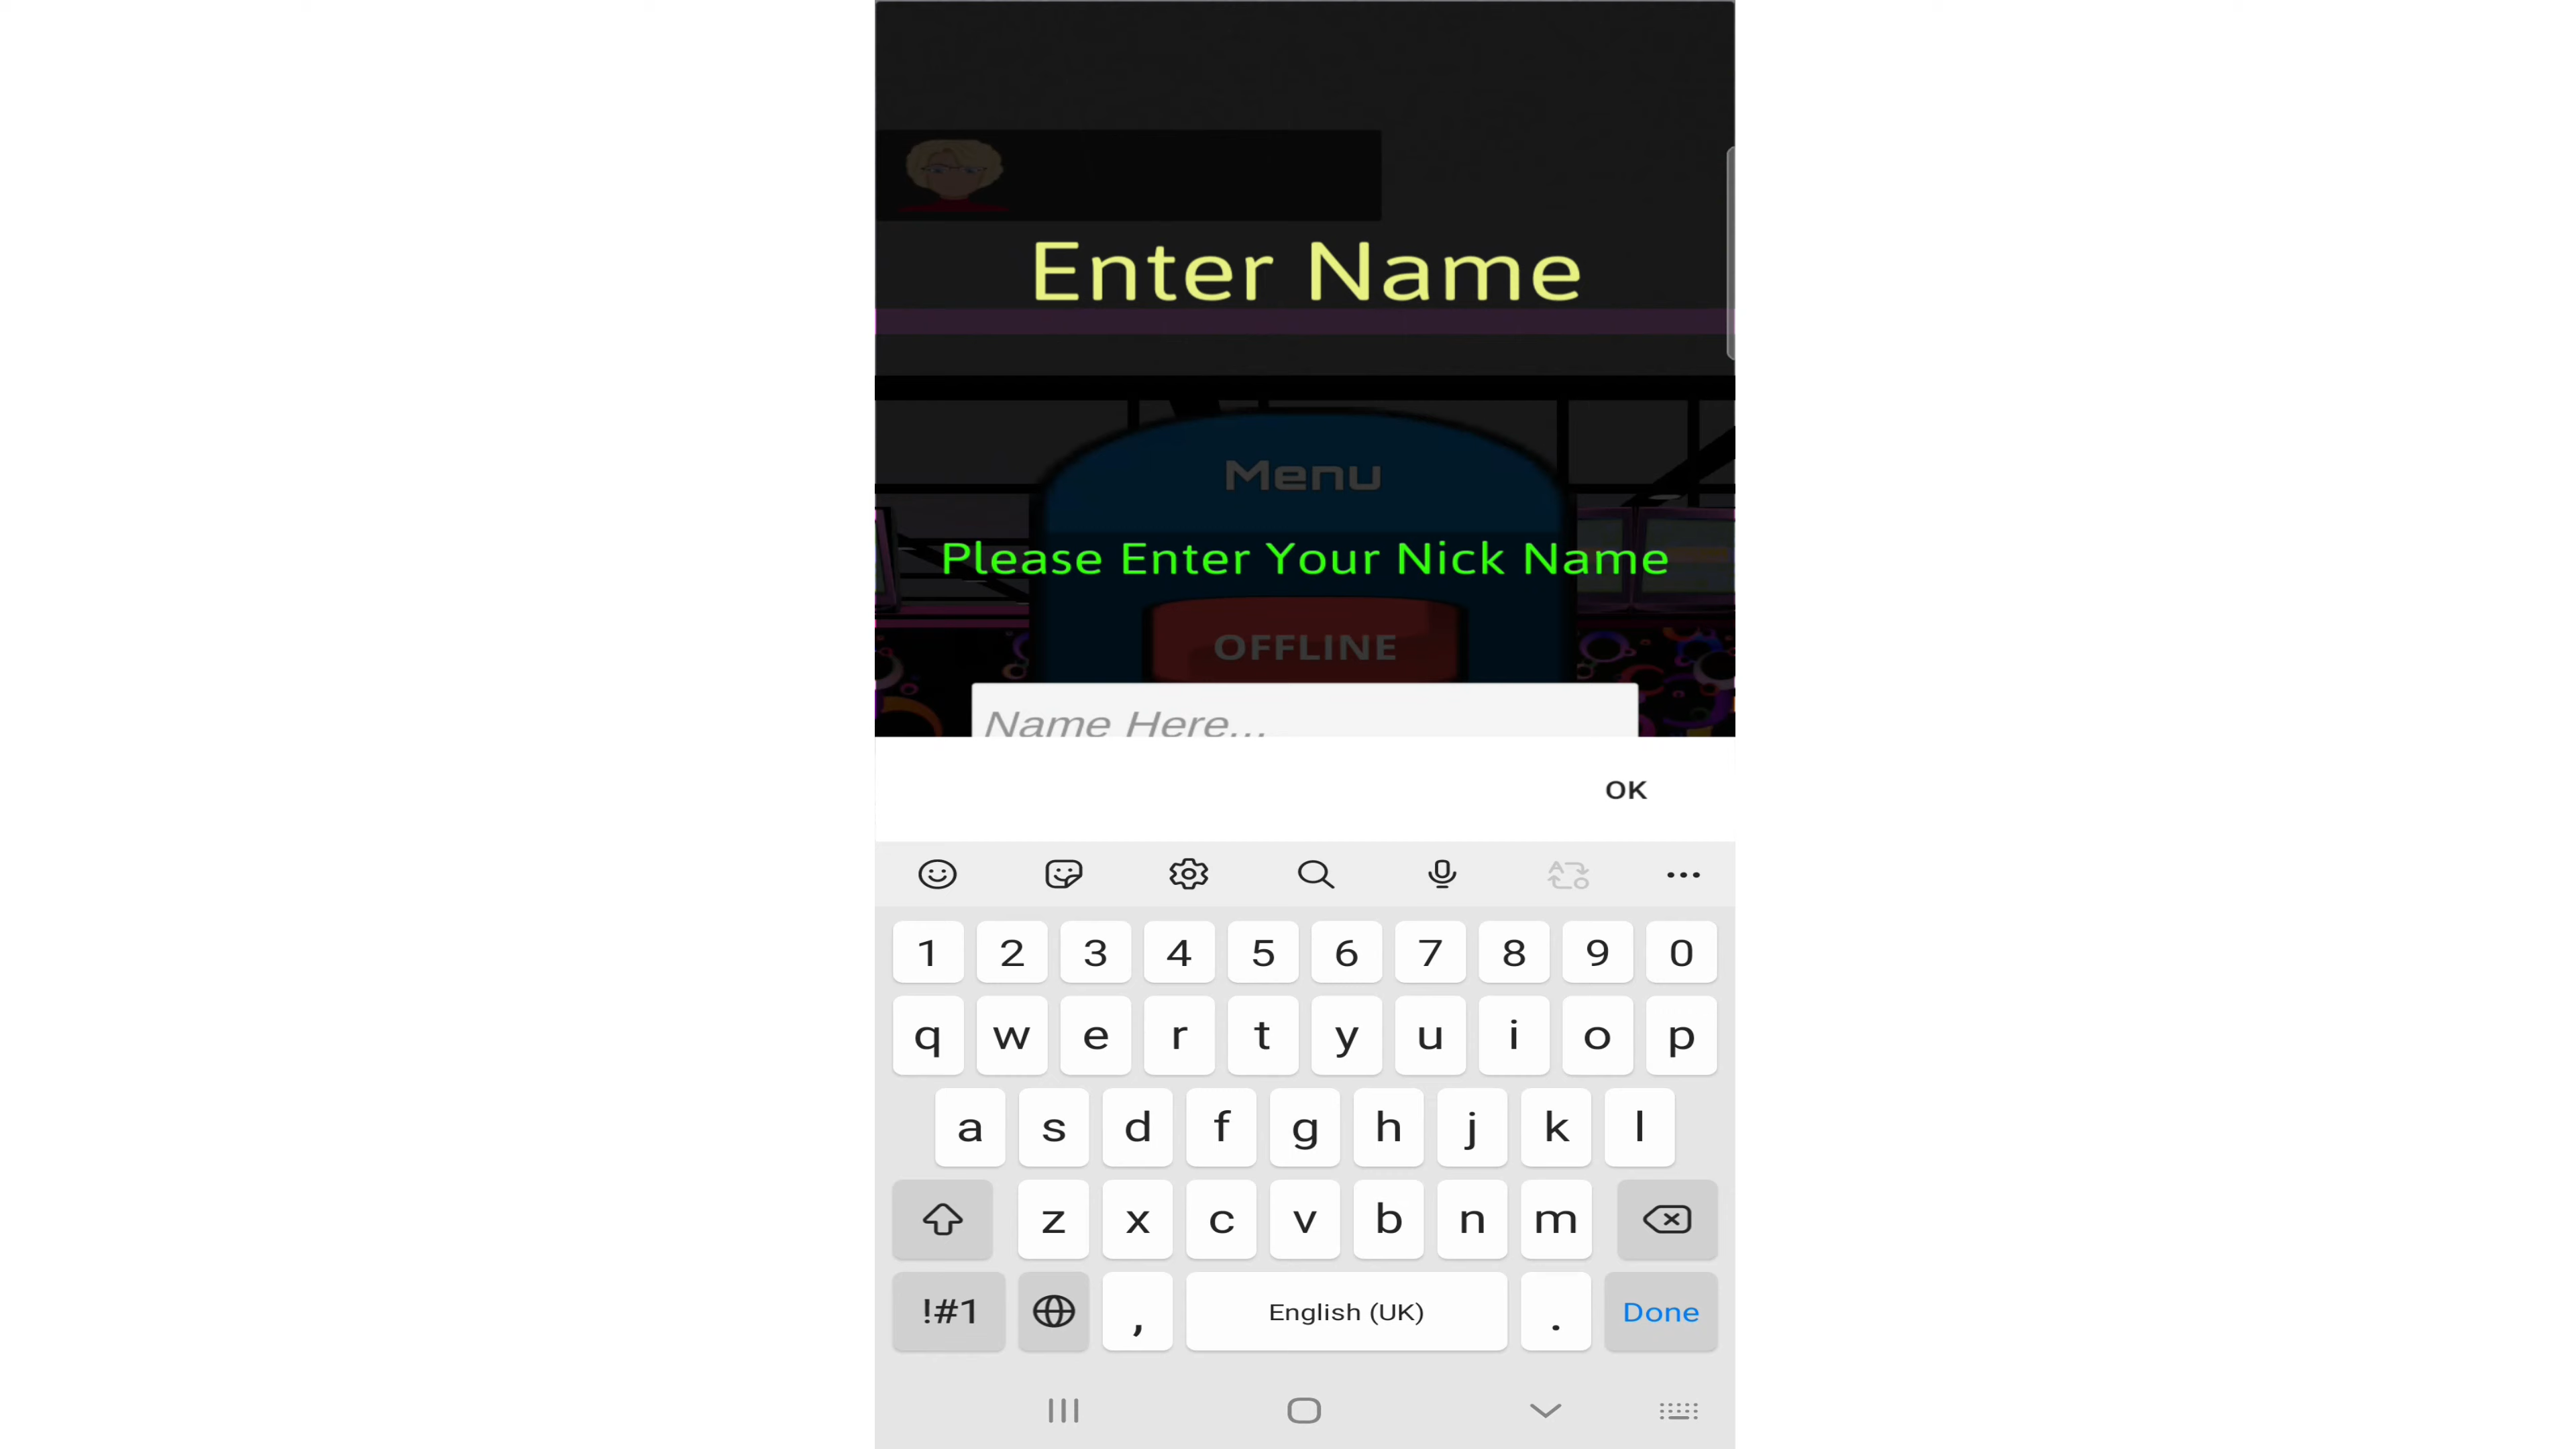 Enter Name
Menu
Please Enter Your Nick Name
OFFLINE
Name Here...
OK
1 2 3 4 5 6 7 8 9 0
q w e r t y u i o p
a s d f g h j k l
z x c v b n m
!#1 , English (UK) . Done